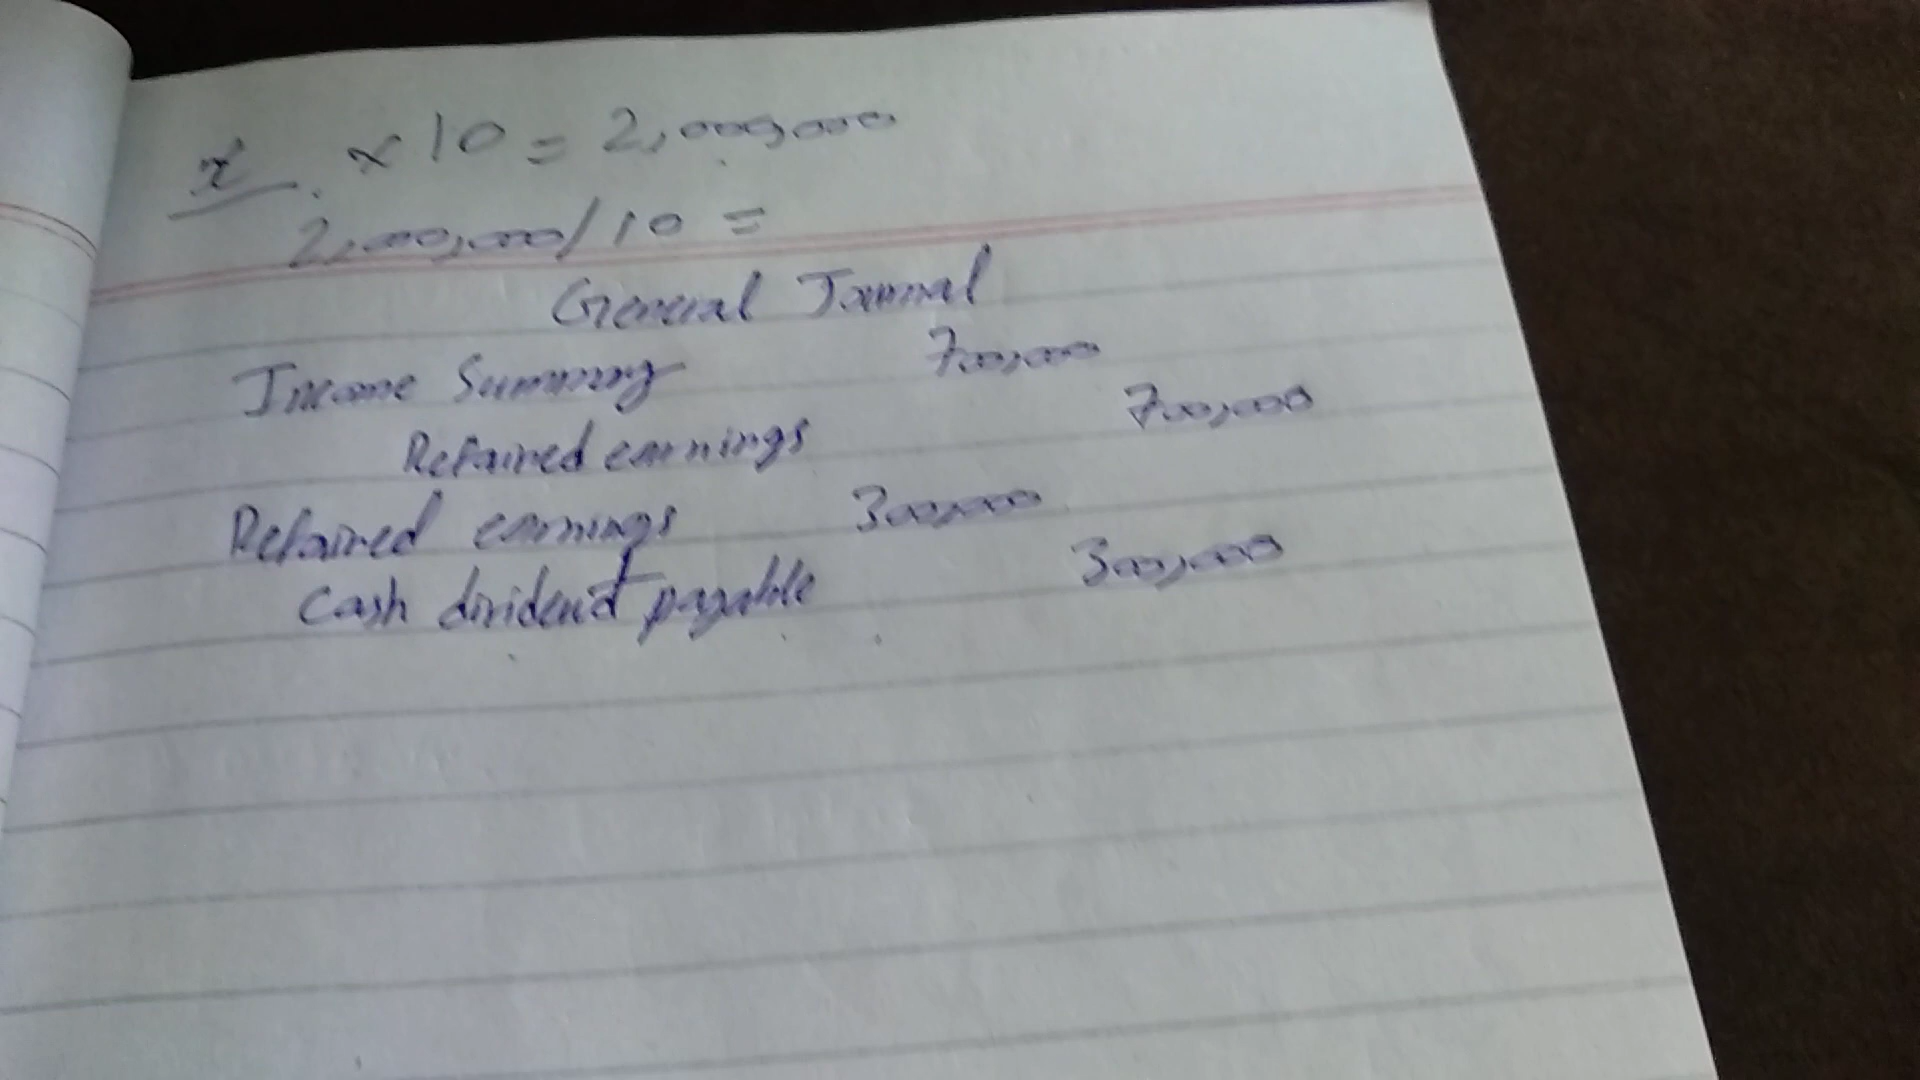 x × 10 = 2,000,000
2,000,000/10 =
General Journal
Income Summary 700,000
Retained earnings 700,000
Retained earnings 300,000
Cash dividend payable 300,000